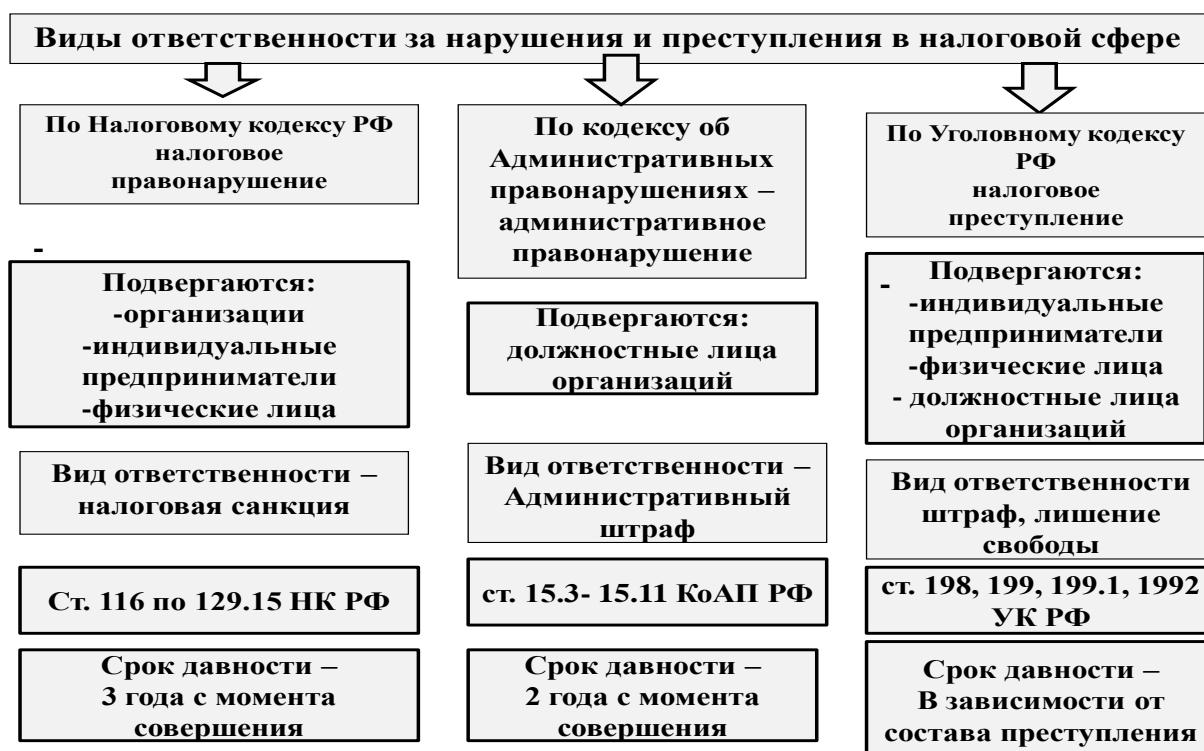 Виды ответственности за нарушения и преступления в налоговой сфере
По Налоговому кодексу РФ
налоговое
правонарушение
-
Подвергаются:
-организации
-индивидуальные
предприниматели
-физические лица
Вид ответственности –
налоговая санкция
Ст. 116 по 129.15 НК РФ
Срок давности –
3 года с момента
совершения
По кодексу об
Административных
правонарушениях –
административное
правонарушение
Подвергаются:
должностные лица
организаций
Вид ответственности –
Административный
штраф
ст. 15.3- 15.11 КоАП РФ
Срок давности –
2 года с момента
совершения
По Уголовному кодексу
РФ
налоговое
преступление
-
Подвергаются:
-индивидуальные
предприниматели
-физические лица
- должностные лица
организаций
Вид ответственности
штраф, лишение
свободы
ст. 198, 199, 199.1, 1992
УК РФ
Срок давности –
В зависимости от
состава преступления